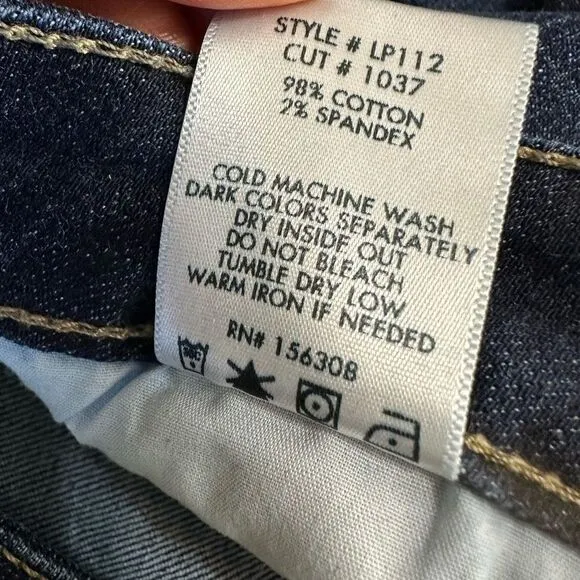 STYLE # LP112
CUT # 1037
98% COTTON
2% SPANDEX
COLD MACHINE WASH
DARK COLORS SEPARATELY
DRY INSIDE OUT
DO NOT BLEACH
TUMBLE DRY LOW
WARM IRON IF NEEDED
RN# 156308